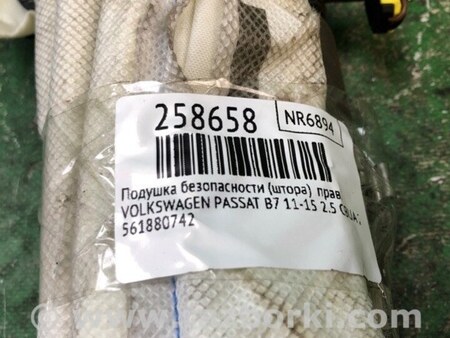 258658
NR6894
Подушка безопасности (штора) прав
VOLKSWAGEN PASSAT B7 11-15 2.5
561880742